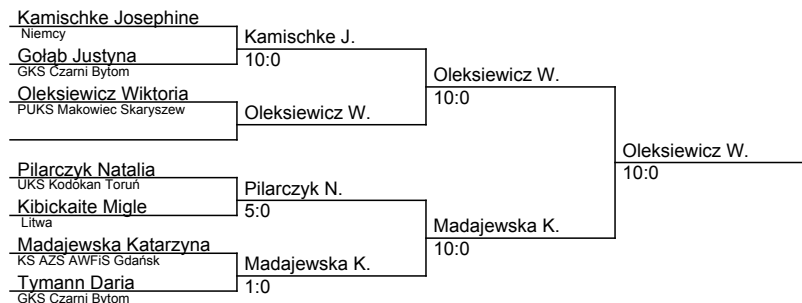 Kamischke Josephine
Niemcy
Kamischke J.
10:0
Gołąb Justyna
GKS Czarni Bytom
Oleksiewicz W.
10:0
Oleksiewicz Wiktoria
PUKS Makowiec Skaryszew
Oleksiewicz W.
Oleksiewicz W.
10:0
Pilarczyk Natalia
UKS Kodokan Toruń
Pilarczyk N.
5:0
Kibickaite Migle
Litwa
Madajewska K.
10:0
Madajewska Katarzyna
KS AZS AWFiS Gdańsk
Madajewska K.
1:0
Tymann Daria
GKS Czarni Bytom